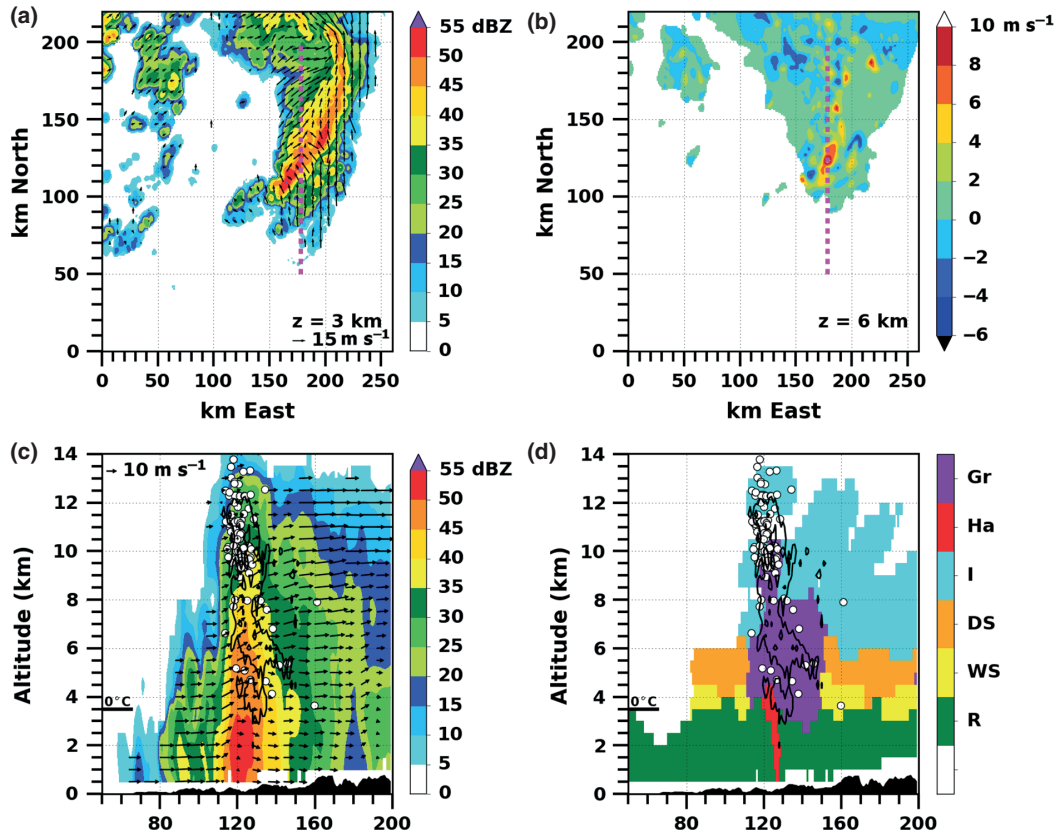 (a)
55 dBZ
50
45
40
35
30
25
20
15
10
5
0
200
150
100
50
0
km North
z = 3 km
→ 15 m s⁻¹
0 50 100 150 200 250
km East
(b)
10 m s⁻¹
8
6
4
2
0
−2
−4
−6
200
150
100
50
0
km North
z = 6 km
0 50 100 150 200 250
km East
(c)
→ 10 m s⁻¹
55 dBZ
50
45
40
35
30
25
20
15
10
5
0
14
12
10
8
6
4
2
0
Altitude (km)
0°C
80 120 160 200
(d)
14
12
10
8
6
4
2
0
Altitude (km)
0°C
80 120 160 200
Gr
Ha
I
DS
WS
R